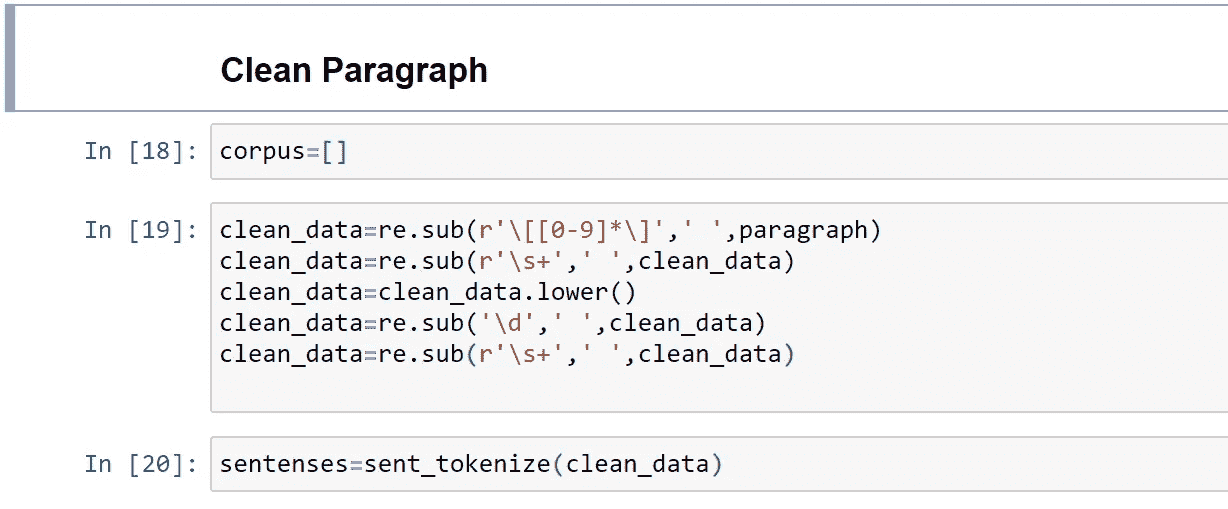 Clean Paragraph
In [18]: corpus=[]
In [19]: clean_data=re.sub(r'\[[0-9]*\]',' ',paragraph)
clean_data=re.sub(r'\s+',' ',clean_data)
clean_data=clean_data.lower()
clean_data=re.sub('\d',' ',clean_data)
clean_data=re.sub(r'\s+',' ',clean_data)
In [20]: sentenses=sent_tokenize(clean_data)